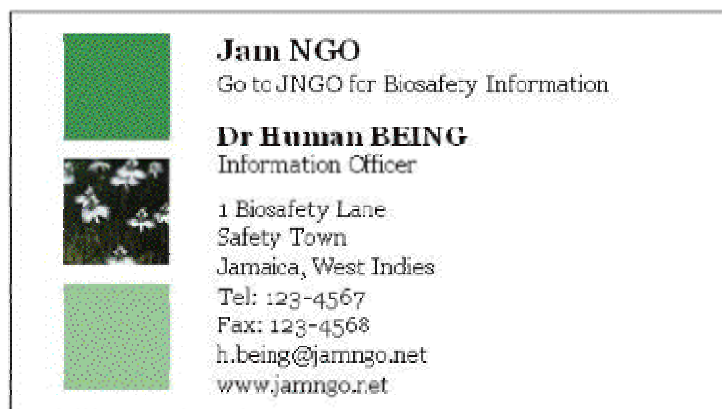 Jam NGO
Go to JNGO for Biosafety Information
Dr Human BEING
Information Officer
1 Biosafety Lane
Safety Town
Jamaica, West Indies
Tel: 123-4567
Fax: 123-4568
h.being@jamngo.net
www.jamngo.net